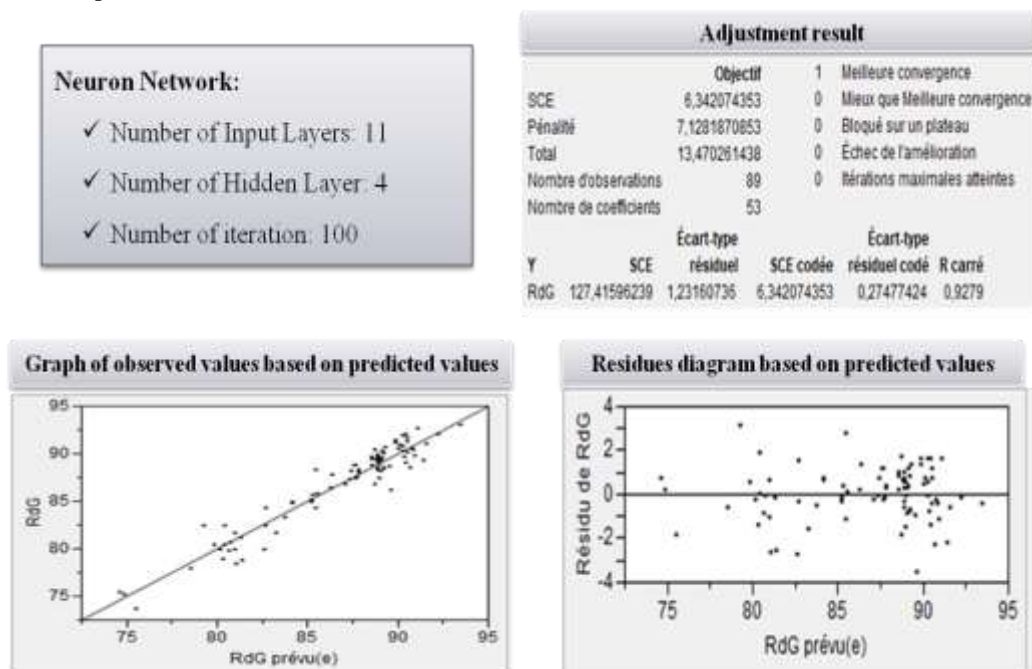 Neuron Network:
✓ Number of Input Layers: 11
✓ Number of Hidden Layer: 4
✓ Number of iteration: 100
Adjustment result
Objectif 1 Meilleure convergence
SCE 6,342074353 0 Mieux que Meilleure convergence
Pénalité 7,1281870853 0 Bloqué sur un plateau
Total 13,470261438 0 Échec de l'amélioration
Nombre d'observations 89 0 Itérations maximales atteintes
Nombre de coefficients 53
Écart-type Écart-type
Y SCE résiduel SCE codée résiduel codé R carré
RdG 127,41596239 1,23160736 6,342074353 0,27477424 0,9279
Graph of observed values based on predicted values
95
90
85
80
75
RdG
75 80 85 90 95
RdG prévu(e)
Residues diagram based on predicted values
4
2
0
-2
-4
Résidu de RdG
75 80 85 90 95
RdG prévu(e)